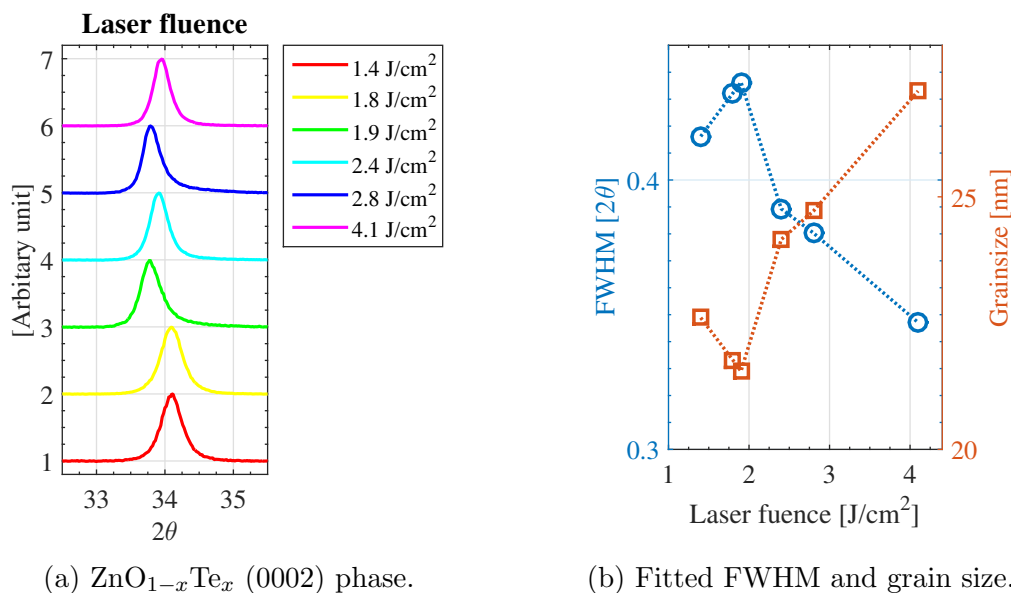 Laser fluence
7
6
5
4
3
2
1
[Arbitary unit]
33 34 35
2θ
1.4 J/cm²
1.8 J/cm²
1.9 J/cm²
2.4 J/cm²
2.8 J/cm²
4.1 J/cm²
(a) ZnO₁₋ₓTeₓ (0002) phase.
FWHM [2θ]
0.4
0.3
25
20
Grainsize [nm]
1 2 3 4
Laser fuence [J/cm²]
(b) Fitted FWHM and grain size.